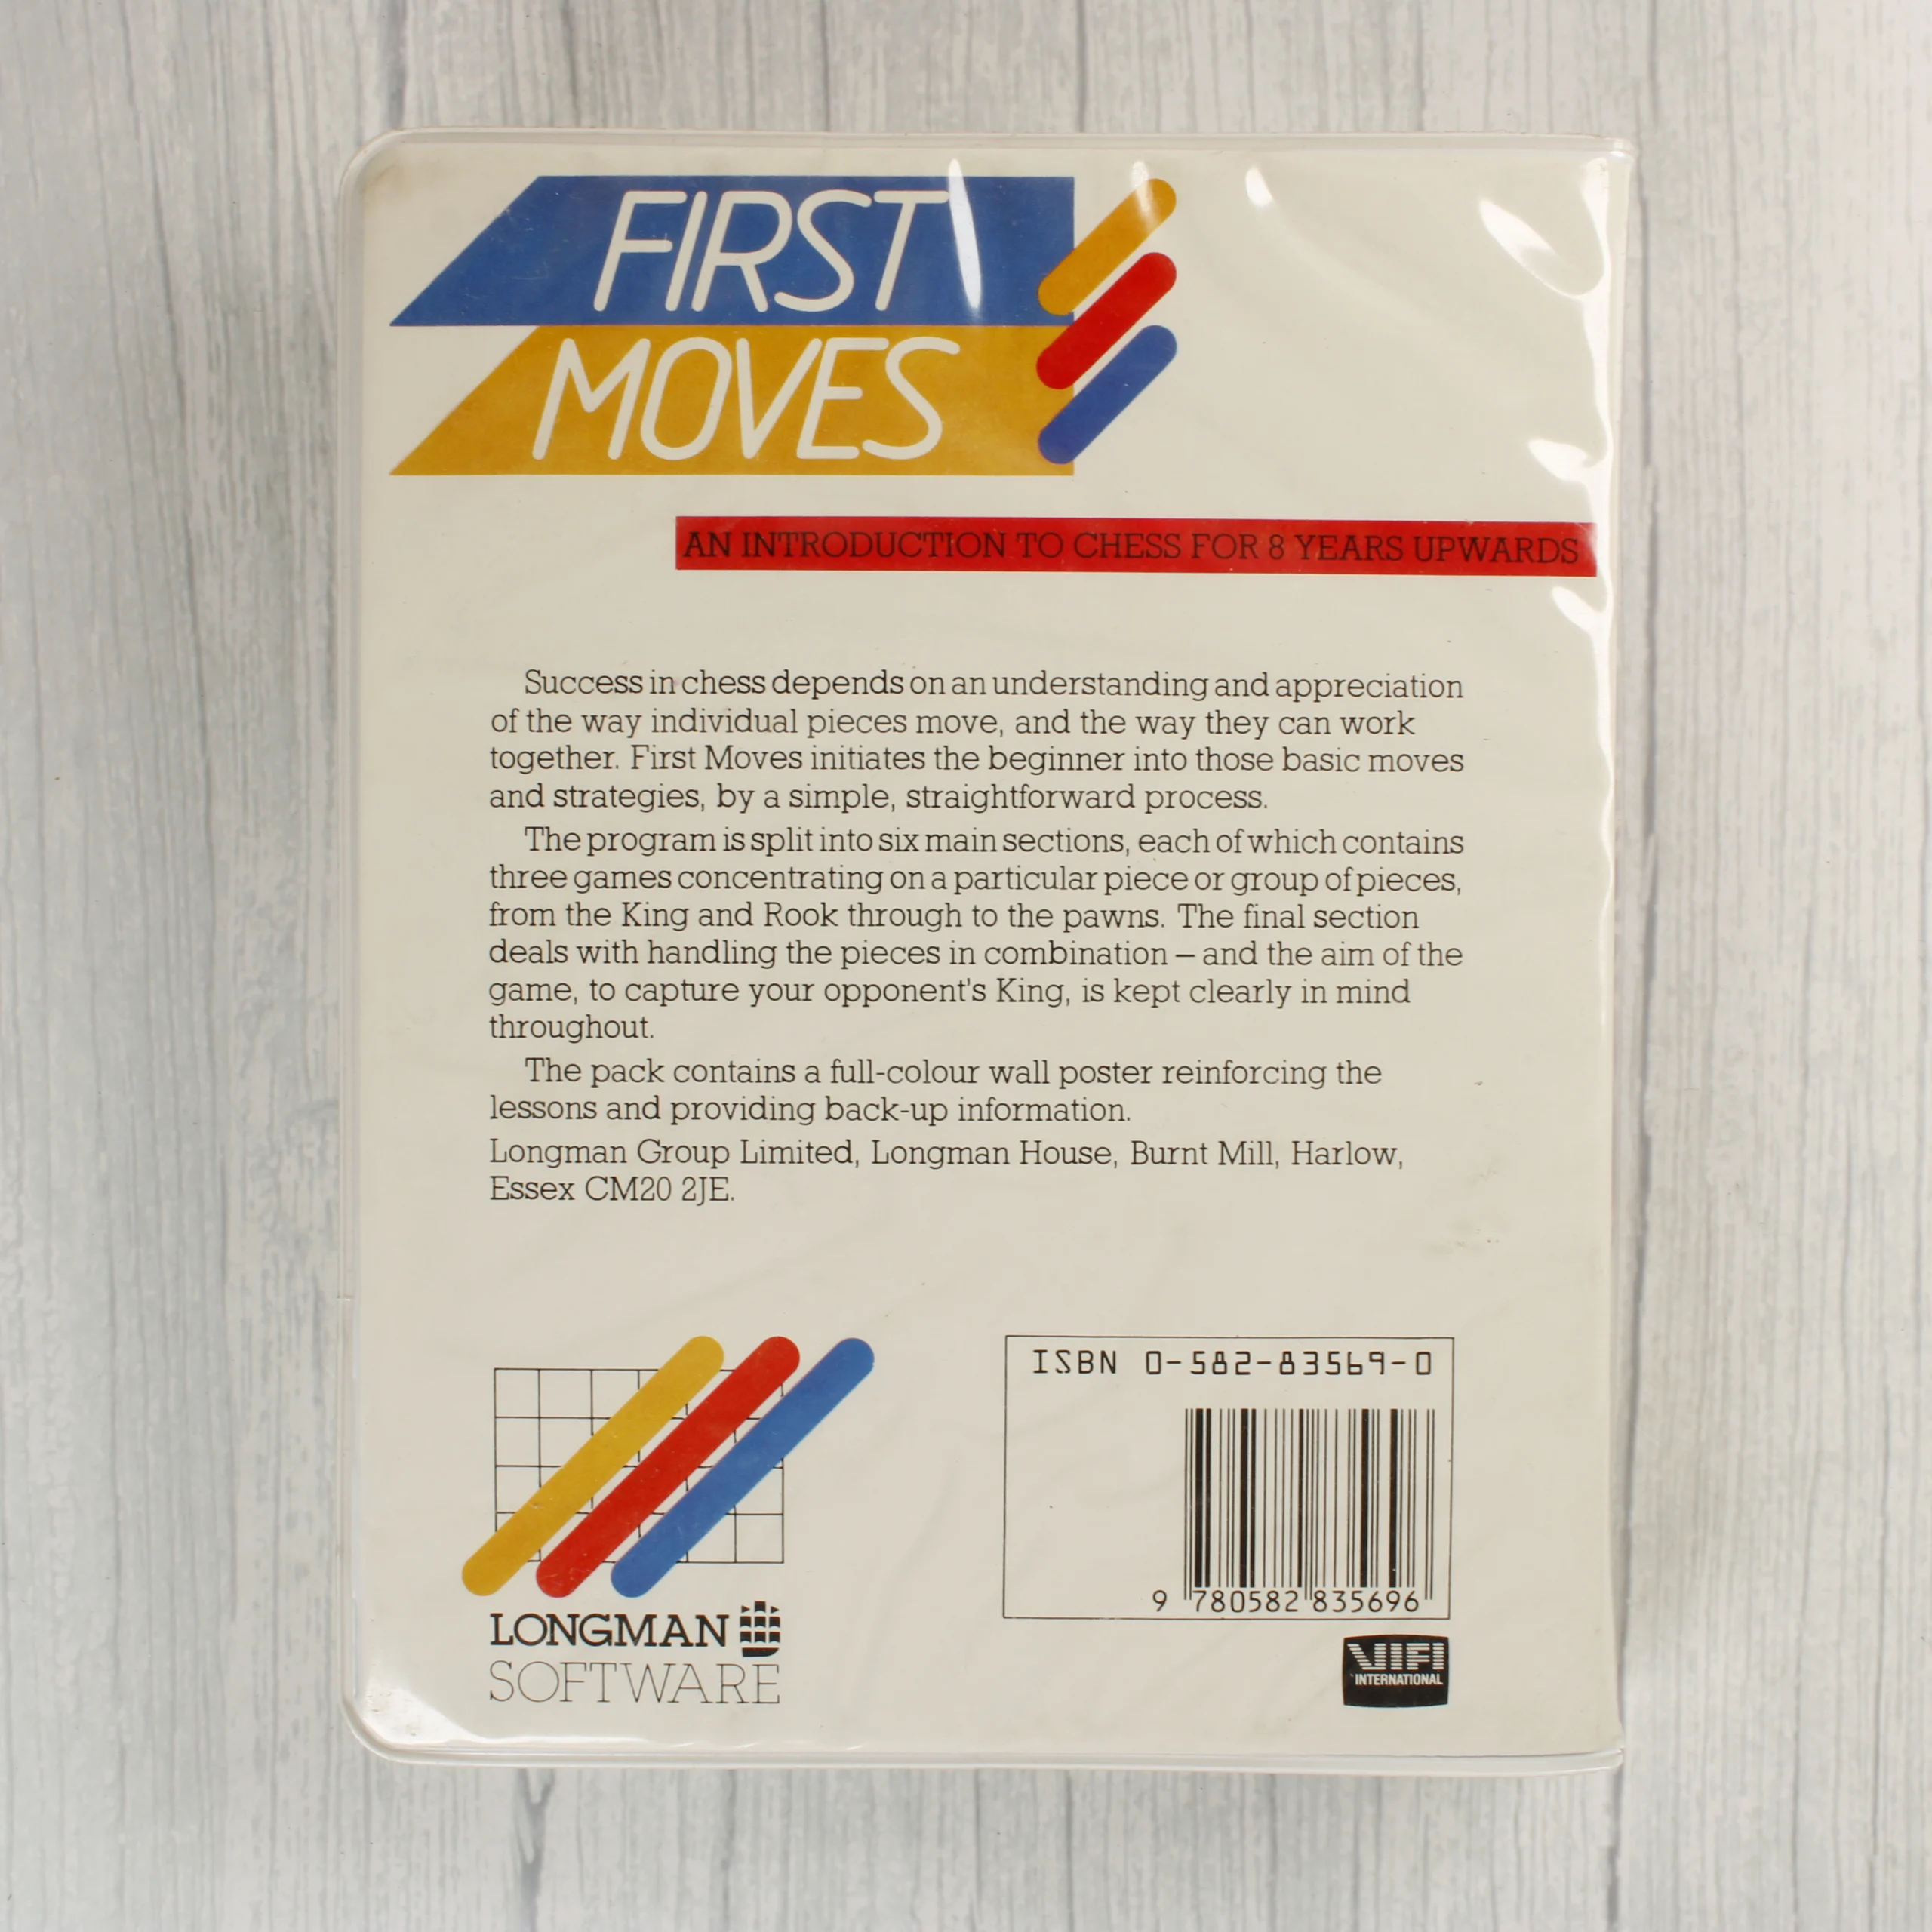 FIRST
MOVES
AN INTRODUCTION TO CHESS FOR 8 YEARS UPWARDS
Success in chess depends on an understanding and appreciation
of the way individual pieces move, and the way they can work
together. First Moves initiates the beginner into those basic moves
and strategies, by a simple, straightforward process.
The program is split into six main sections, each of which contains
three games concentrating on a particular piece or group of pieces,
from the King and Rook through to the pawns. The final section
deals with handling the pieces in combination – and the aim of the
game, to capture your opponent's King, is kept clearly in mind
throughout.
The pack contains a full-colour wall poster reinforcing the
lessons and providing back-up information.
Longman Group Limited, Longman House, Burnt Mill, Harlow,
Essex CM20 2JE.
ISBN 0-582-83569-0
9 780582 835696
LONGMAN
SOFTWARE
VIFI
INTERNATIONAL